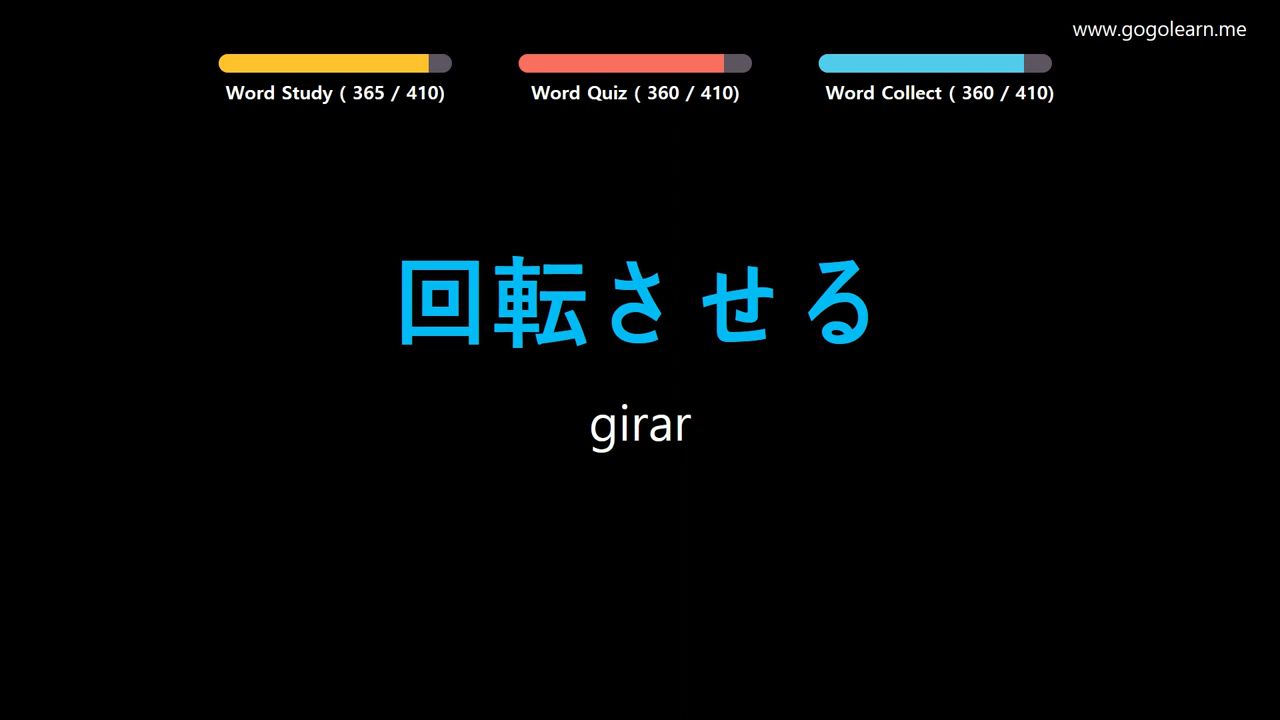 www.gogolearn.me
Word Study ( 365 / 410)
Word Quiz ( 360 / 410)
Word Collect ( 360 / 410)
回転させる
girar